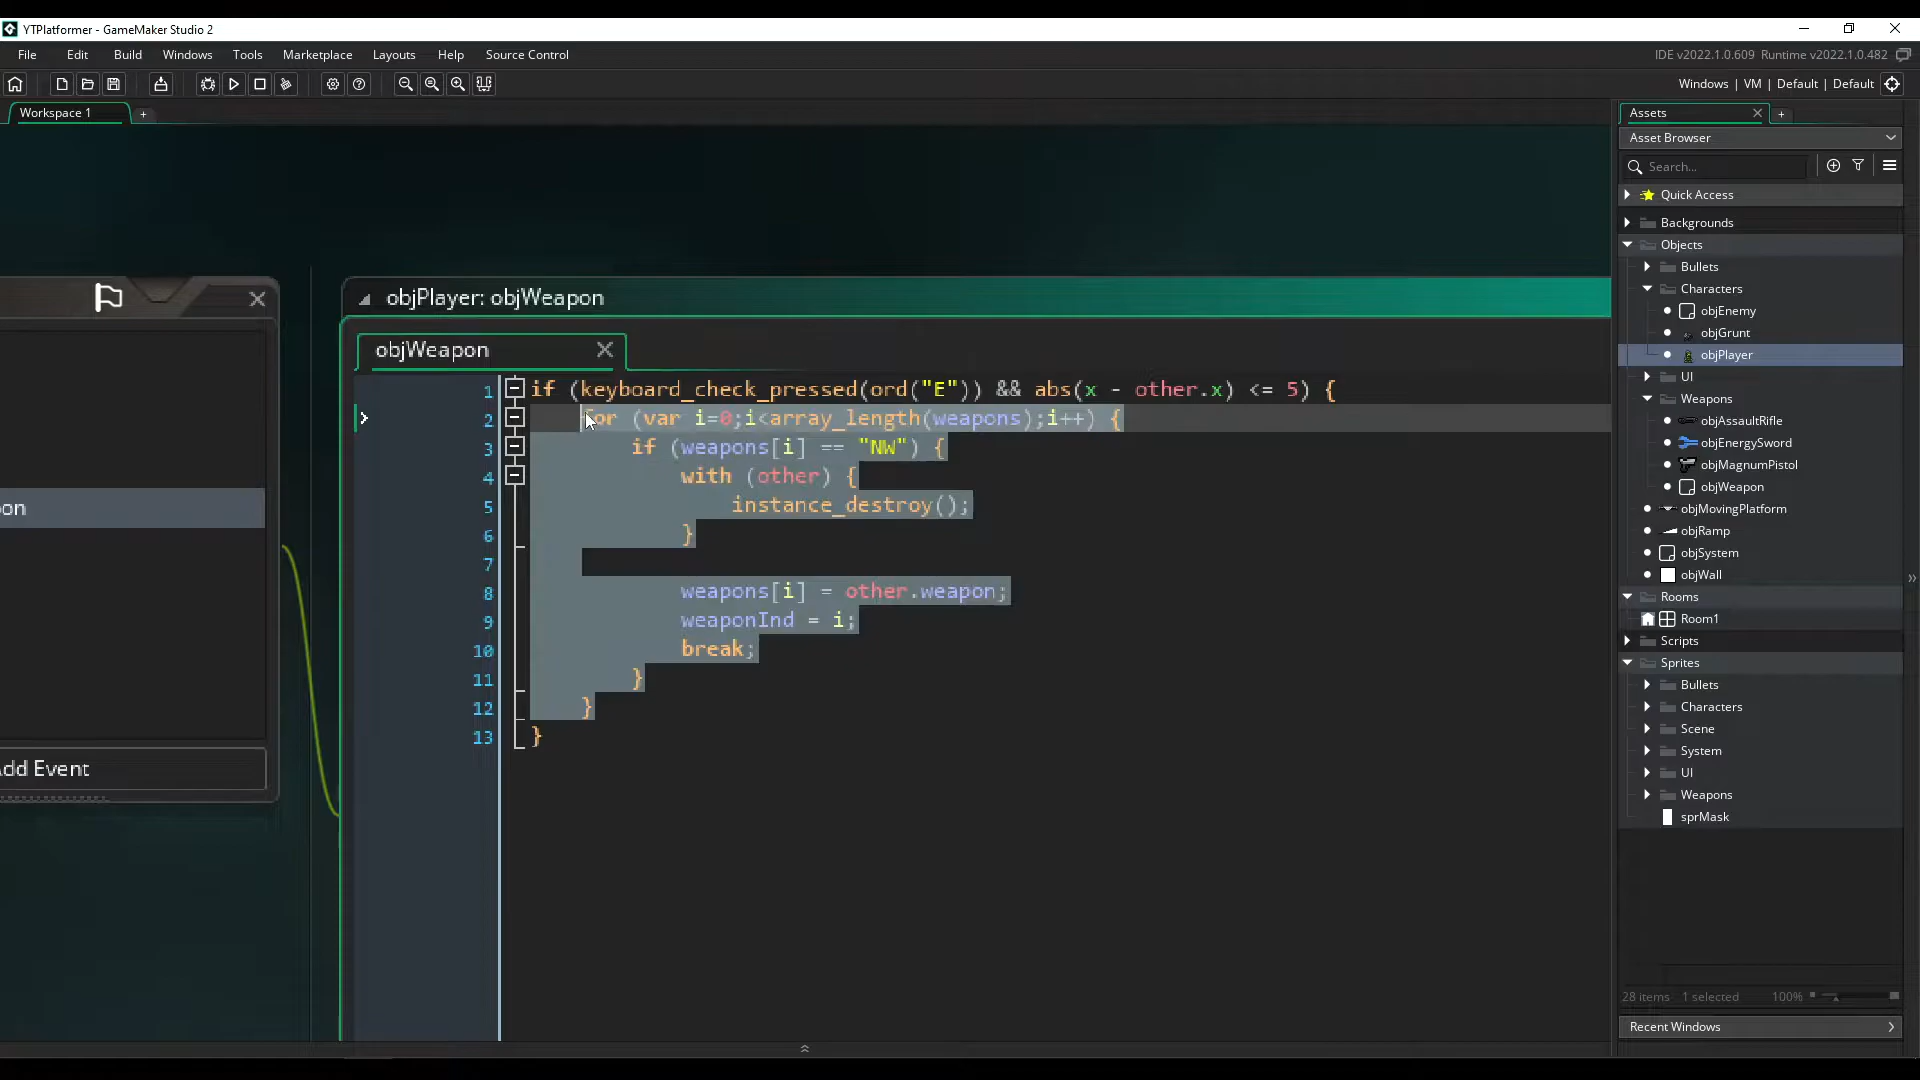 YTPlatformer - GameMaker Studio 2
File Edit Build Windows Tools Marketplace Layouts Help Source Control
IDE v2022.1.0.609 Runtime v2022.1.0.482
Windows | VM | Default | Default
Workspace 1
Assets
Asset Browser
Search...
Quick Access
Backgrounds
Objects
Bullets
Characters
objEnemy
objGrunt
objPlayer
UI
Weapons
objAssaultRifle
objEnergySword
objMagnumPistol
objWeapon
objMovingPlatform
objRamp
objSystem
objWall
Rooms
Room1
Scripts
Sprites
Bullets
Characters
Scene
System
UI
Weapons
sprMask
28 items 1 selected 100%
Recent Windows
on
Add Event
objPlayer: objWeapon
objWeapon
1 if (keyboard_check_pressed(ord("E")) && abs(x - other.x) <= 5) {
2 for (var i=0;i<array_length(weapons);i++) {
3 if (weapons[i] == "NW") {
4 with (other) {
5 instance_destroy();
6 }
7
8 weapons[i] = other.weapon;
9 weaponInd = i;
10 break;
11 }
12 }
13 }